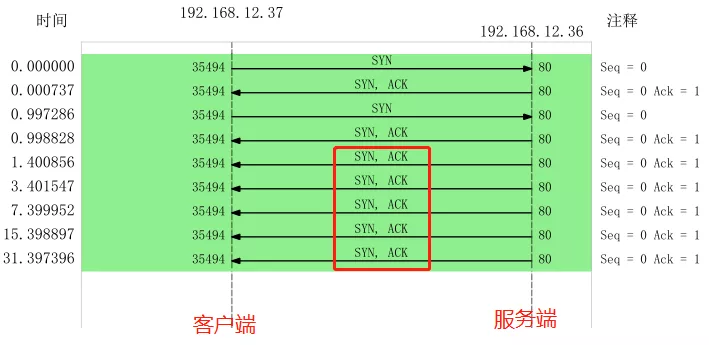 时间 192.168.12.37 192.168.12.36 注释
0.000000 35494 SYN 80 Seq = 0
0.000737 35494 SYN, ACK 80 Seq = 0 Ack = 1
0.997286 35494 SYN 80 Seq = 0
0.998828 35494 SYN, ACK 80 Seq = 0 Ack = 1
1.400856 35494 SYN, ACK 80 Seq = 0 Ack = 1
3.401547 35494 SYN, ACK 80 Seq = 0 Ack = 1
7.399952 35494 SYN, ACK 80 Seq = 0 Ack = 1
15.398897 35494 SYN, ACK 80 Seq = 0 Ack = 1
31.397396 35494 SYN, ACK 80 Seq = 0 Ack = 1
客户端 服务端